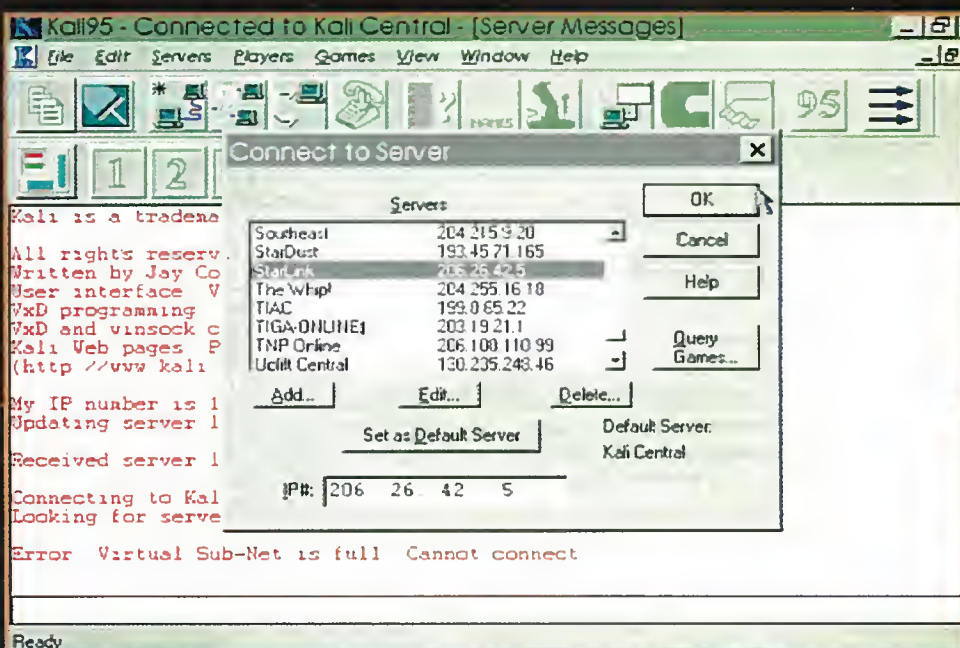 Kali95 - Connected to Kali Central - [Server Messages]
File Edit Servers Players Games View Window Help
95
1 2
Connect to Server
Servers
Southeast 204.215.9.20
StarDust 193.45.71.165
StarLink 206.26.42.5
The Whip! 204.255.16.18
TIAC 199.0.65.22
TIGA-ONLINE 203.19.21.1
TNP Online 206.108.110.99
Central 130.235.243.46
OK
Cancel
Help
Query
Games...
Add... Edit... Delete...
Set as Default Server
Default Server:
Kali Central
IP#: 206 26 42 5
Kali is a tradema
All rights reserv
Written by Jay Co
User interface V
VxD programming
VxD and winsock c
Kali Web pages P
(http //www kali
My IP number is 1
Updating server l
Received server l
Connecting to Kal
Looking for serve
Error Virtual Sub-Net is full Cannot connect
Ready